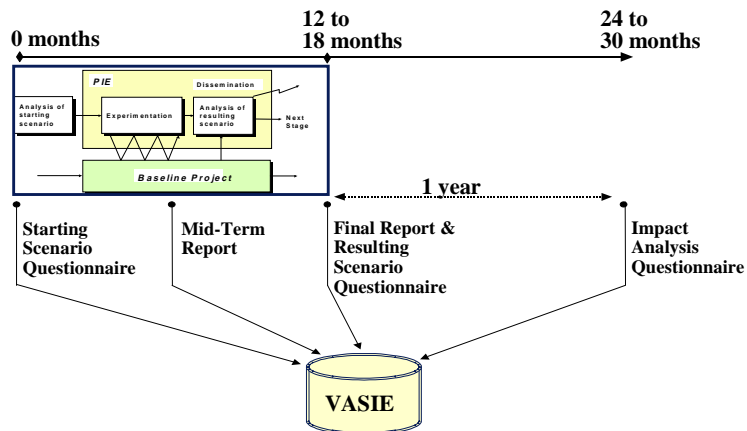 0 months
12 to
18 months
24 to
30 months
PIE
Dissemination
Analysis of
starting
scenario
Experimentation
Analysis of
resulting
scenario
Next
Stage
Baseline Project
1 year
Starting
Scenario
Questionnaire
Mid-Term
Report
Final Report &
Resulting
Scenario
Questionnaire
Impact
Analysis
Questionnaire
VASIE